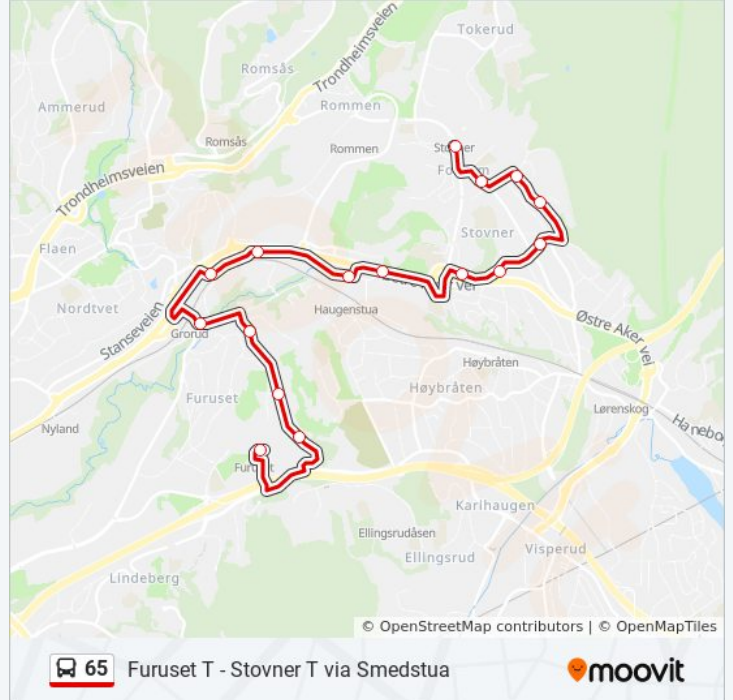 Tokerud
Trondheimsveien
Romsås
Ammerud
Rommen
Romsås
Rommen
Trondheimsveien
Flaen
Stovner
Nordtvet
Haugenstua
Stanseveien
Grorud
Østre Aker vei
Høybråten
Furuset
Høybråten
Lørenskog
Nyland
Karihaugen
Ellingsrudåsen
Visperud
Ellingsrud
Lindeberg
© OpenStreetMap contributors | © OpenMapTiles
65 Furuset T - Stovner T via Smedstua
moovit